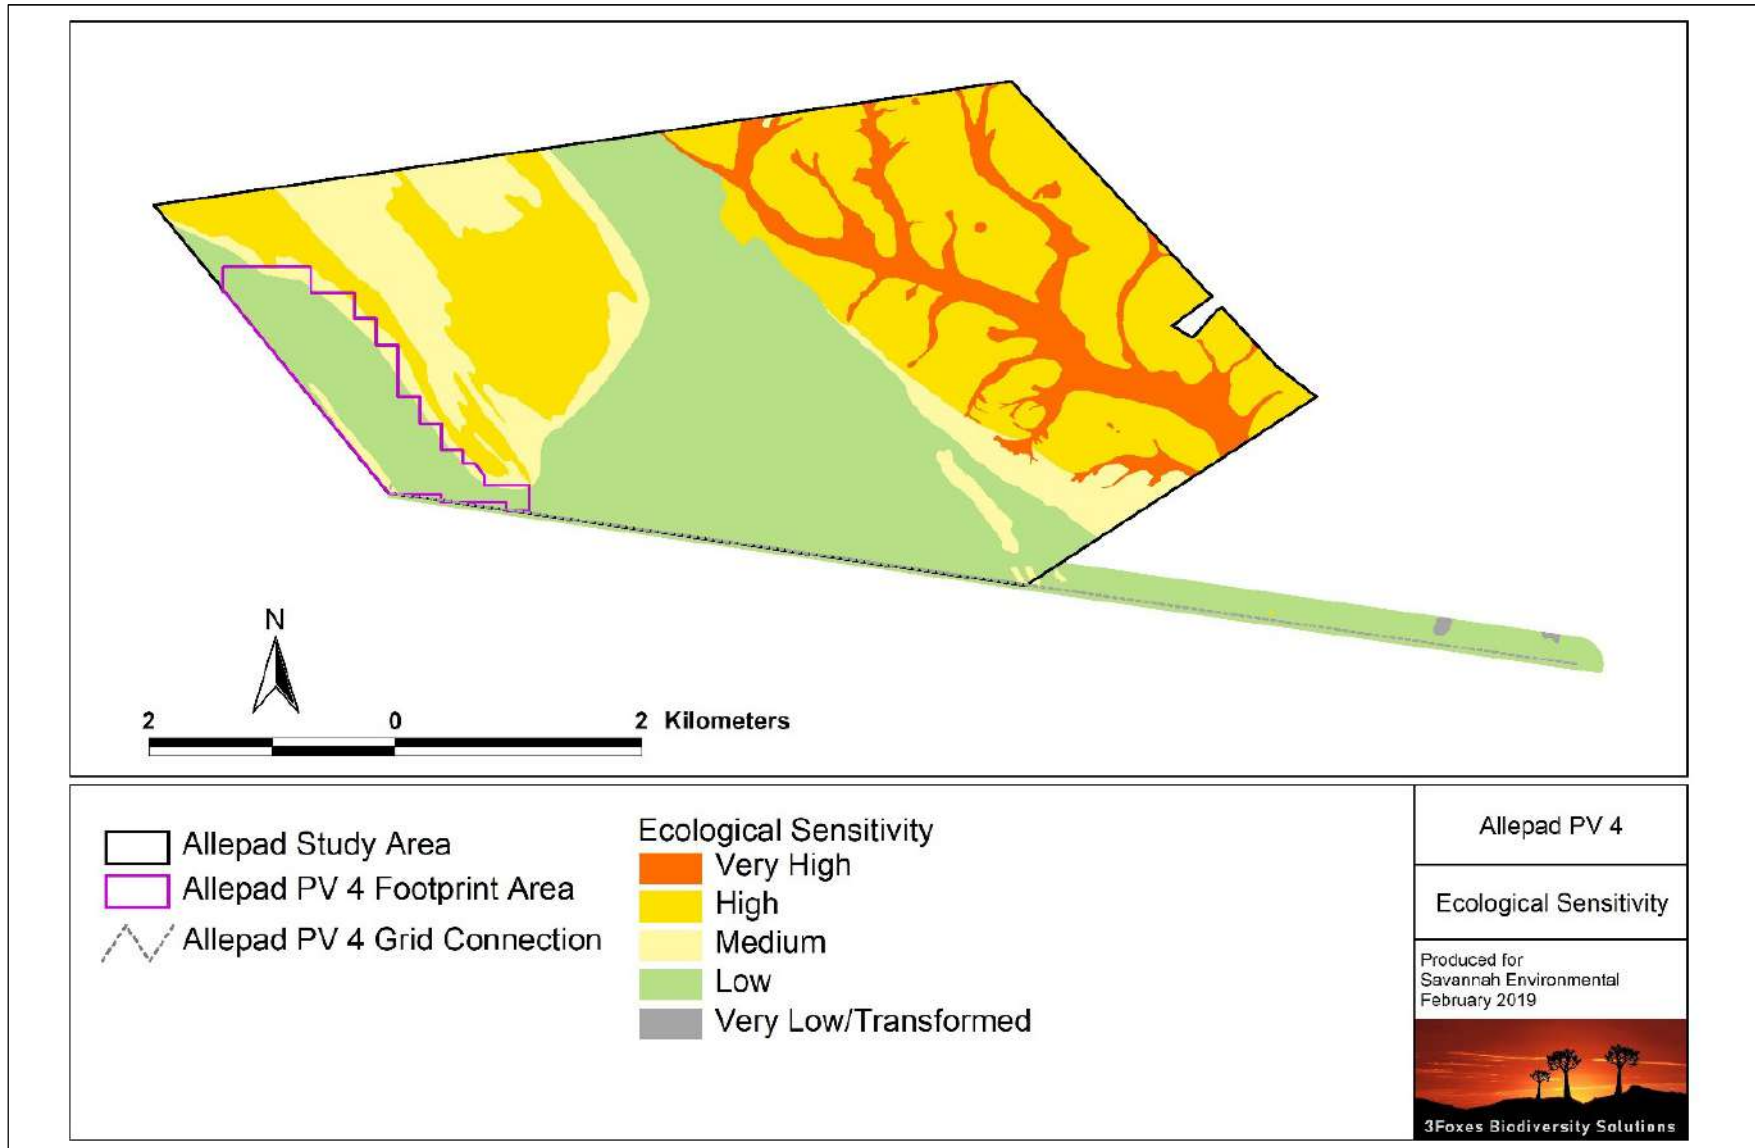 N
2 0 2 Kilometers
Allepad Study Area
Allepad PV 4 Footprint Area
Allepad PV 4 Grid Connection
Ecological Sensitivity
Very High
High
Medium
Low
Very Low/Transformed
Allepad PV 4
Ecological Sensitivity
Produced for
Savannah Environmental
February 2019
3Foxes Biodiversity Solutions